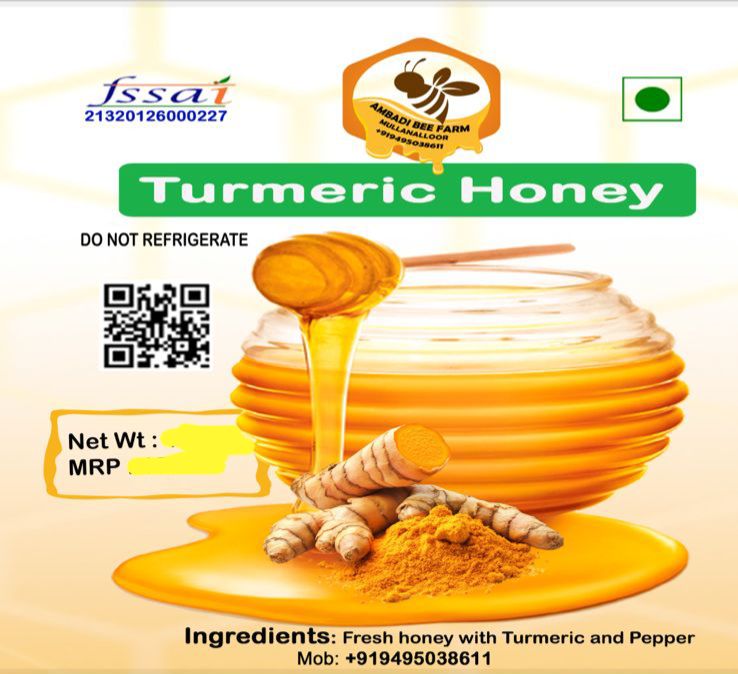 fssai
21320126000227
AMBADI BEE FARM
MULLANALLOOR
+919495038611
Turmeric Honey
DO NOT REFRIGERATE
Net Wt :
MRP
Ingredients: Fresh honey with Turmeric and Pepper
Mob: +919495038611